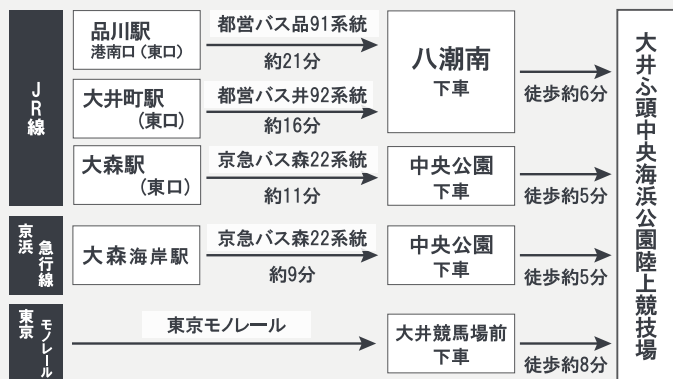 JR線
品川駅
港南口（東口）
都営バス品91系統
約21分
大井町駅
（東口）
都営バス井92系統
約16分
八潮南
下車
徒歩約6分
大森駅
（東口）
京急バス森22系統
約11分
中央公園
下車
徒歩約5分
京浜
急行線
大森海岸駅
京急バス森22系統
約9分
中央公園
下車
徒歩約5分
東京
モノレール
東京モノレール
大井競馬場前
下車
徒歩約8分
大井ふ頭中央海浜公園陸上競技場